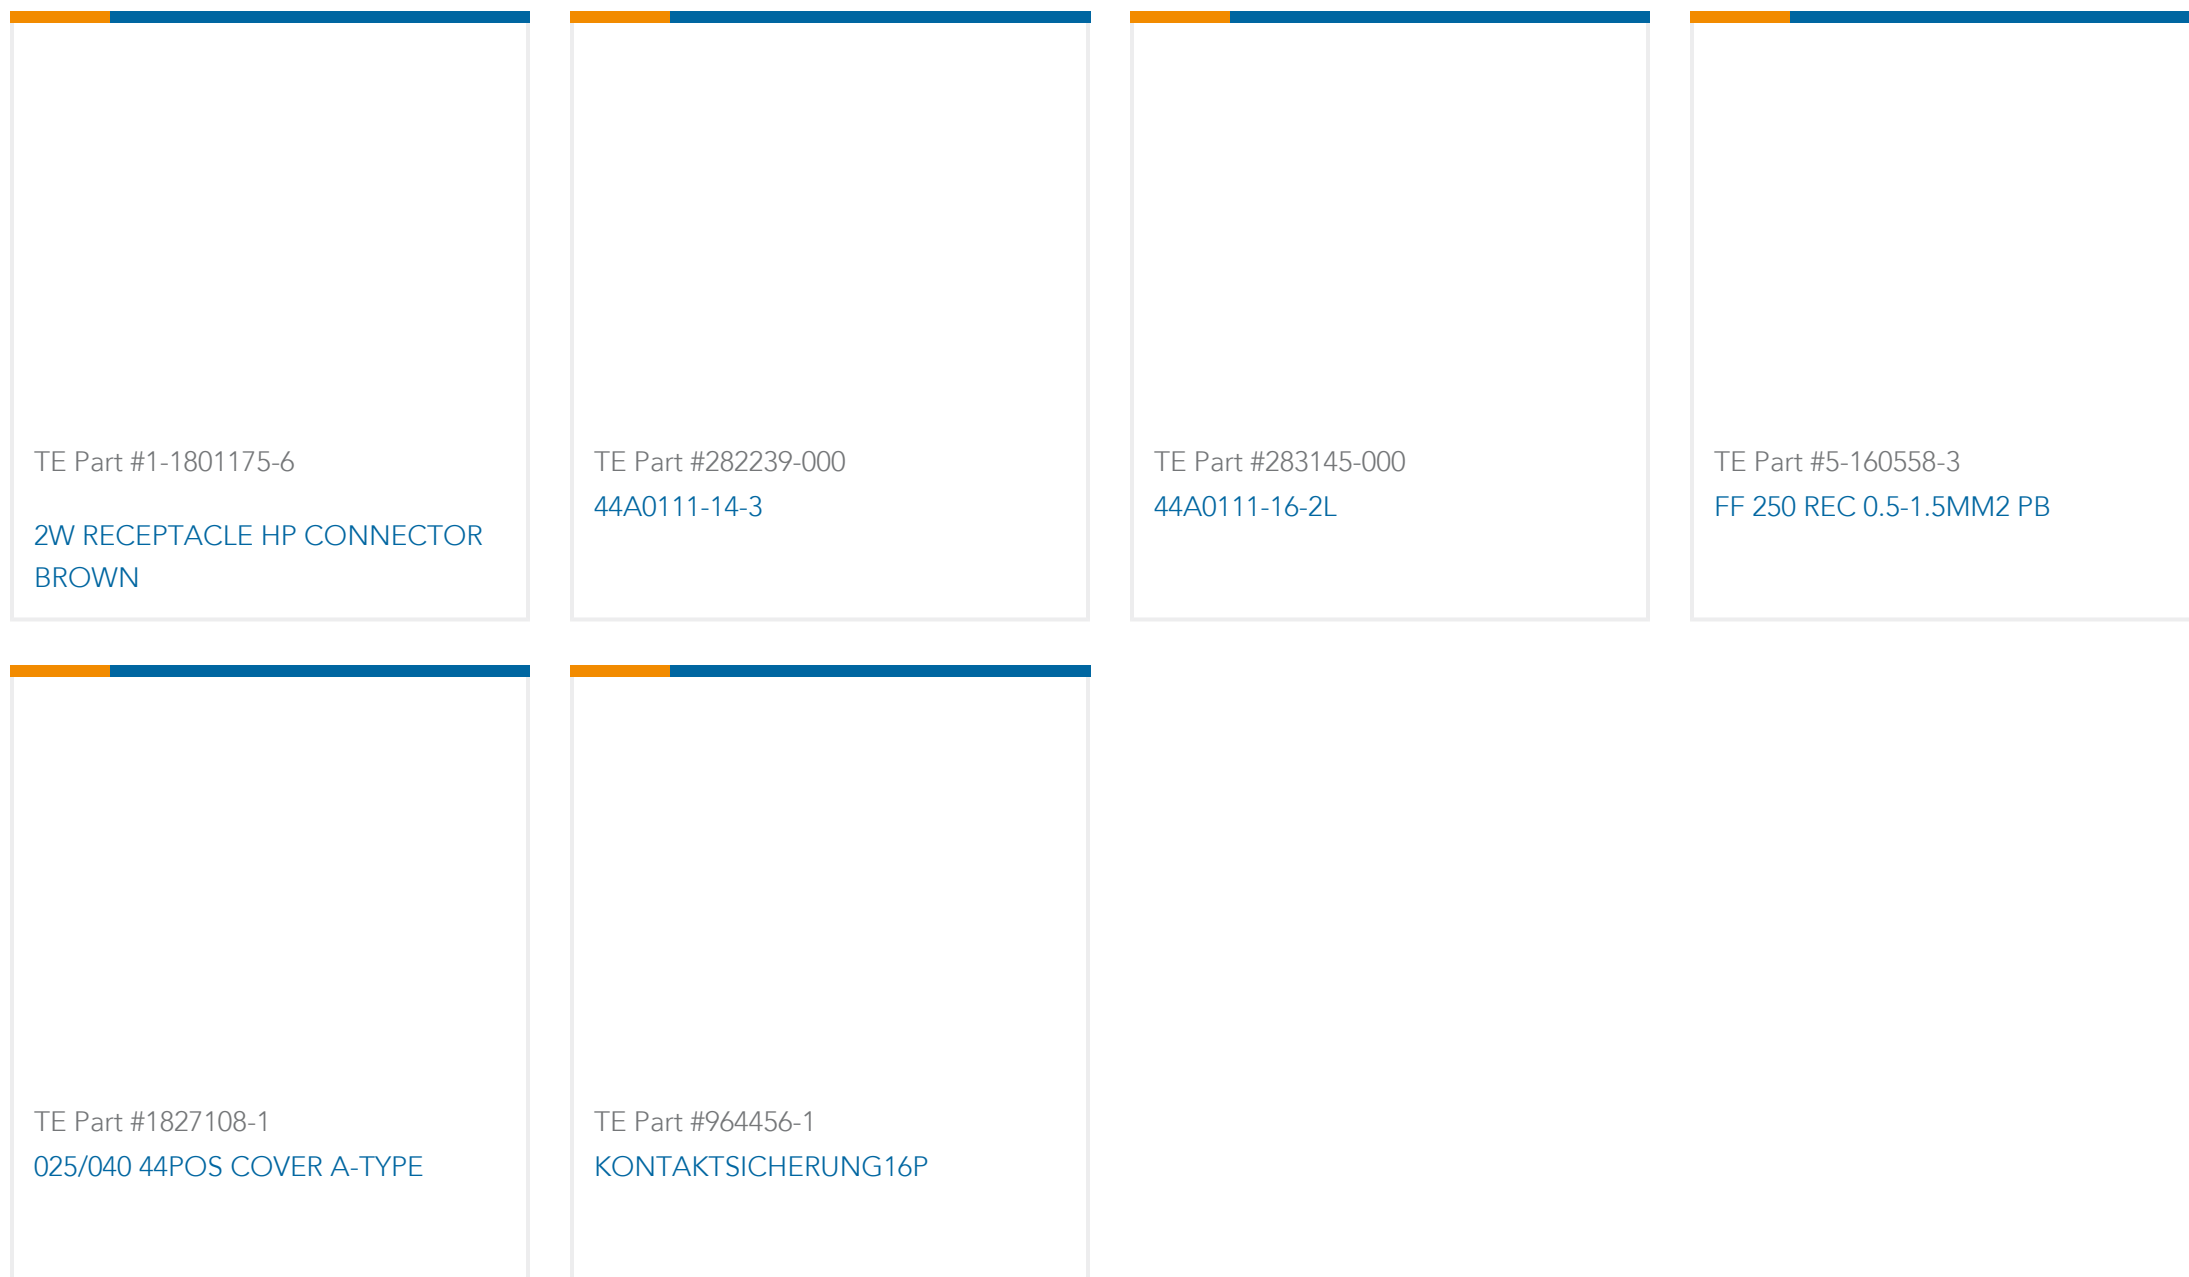 TE Part #1-1801175-6
2W RECEPTACLE HP CONNECTOR
BROWN
TE Part #282239-000
44A0111-14-3
TE Part #283145-000
44A0111-16-2L
TE Part #5-160558-3
FF 250 REC 0.5-1.5MM2 PB
TE Part #1827108-1
025/040 44POS COVER A-TYPE
TE Part #964456-1
KONTAKTSICHERUNG16P